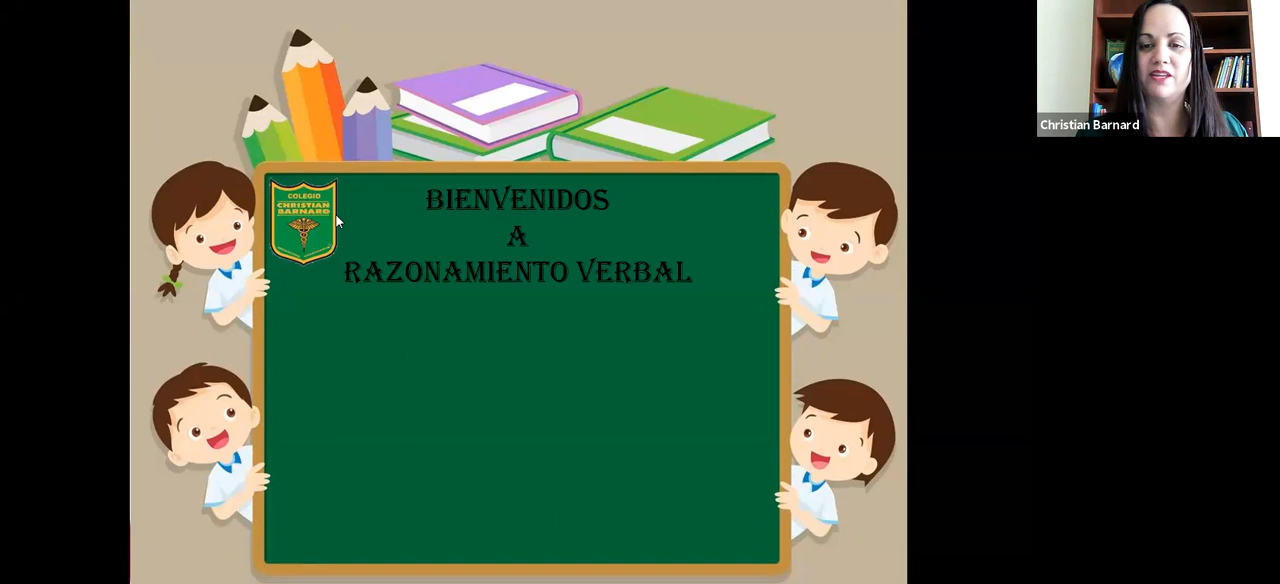 BIENVENIDOS
A
RAZONAMIENTO VERBAL
COLEGIO
CHRISTIAN
BARNARD
Christian Barnard